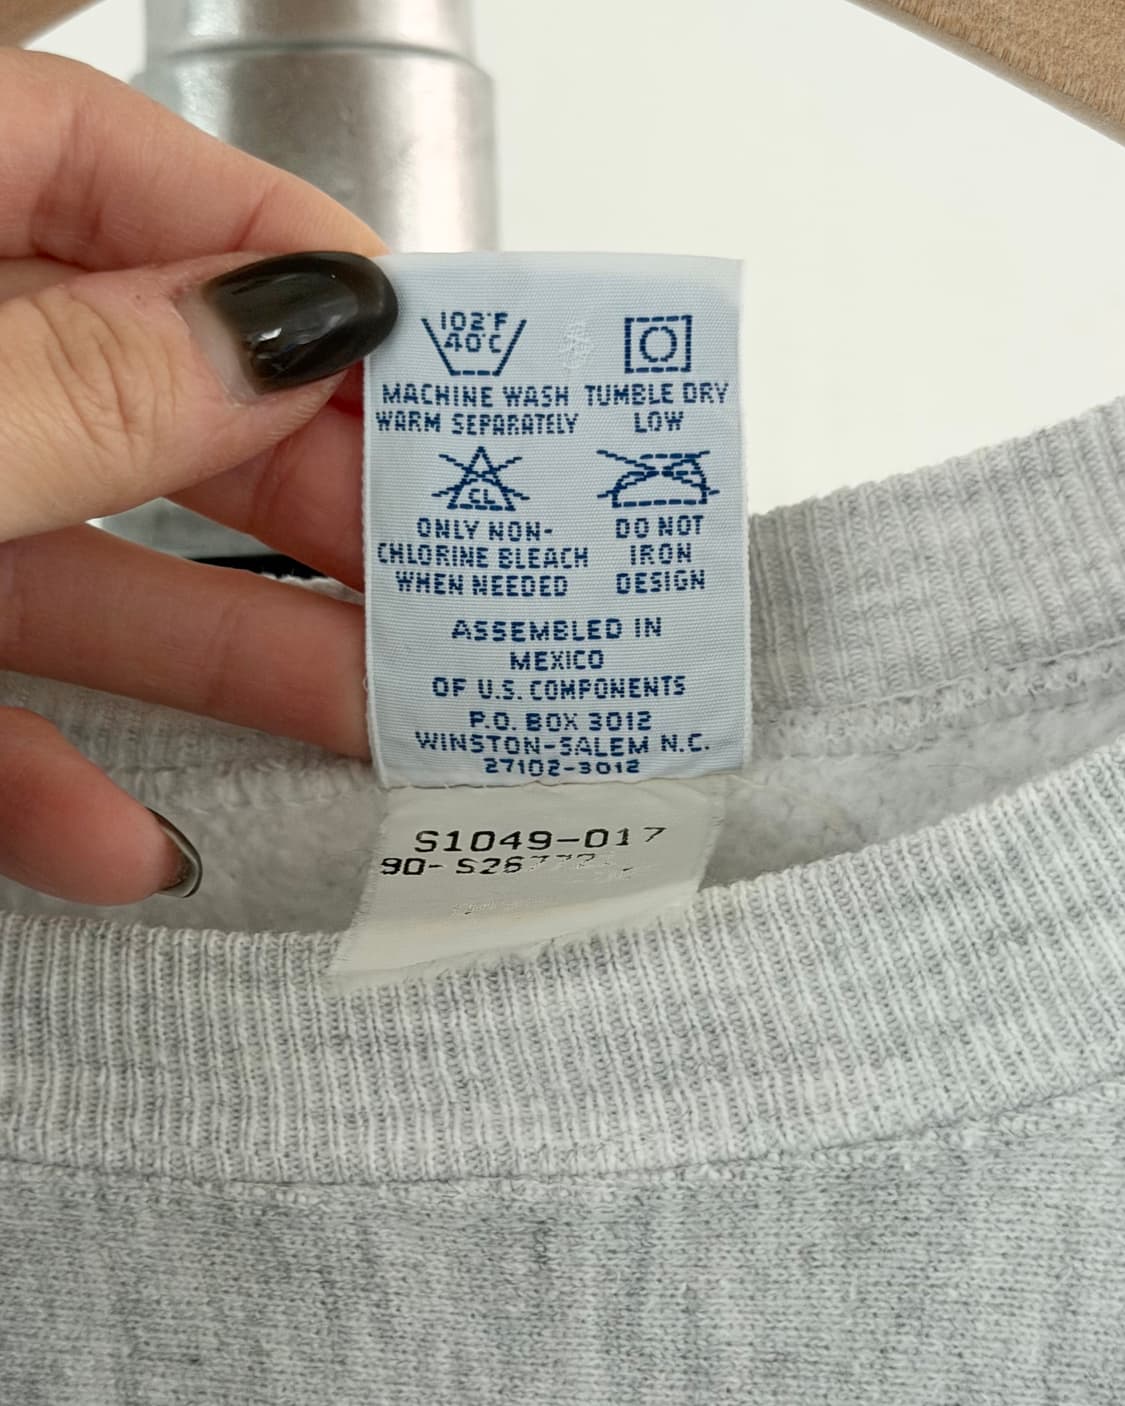 102°F
40°C
MACHINE WASH
WARM SEPARATELY
TUMBLE DRY
LOW
CL
ONLY NON-
CHLORINE BLEACH
WHEN NEEDED
DO NOT
IRON
DESIGN
ASSEMBLED IN
MEXICO
OF U.S. COMPONENTS
P.O. BOX 3012
WINSTON-SALEM N.C.
27102-3012
S1049-017